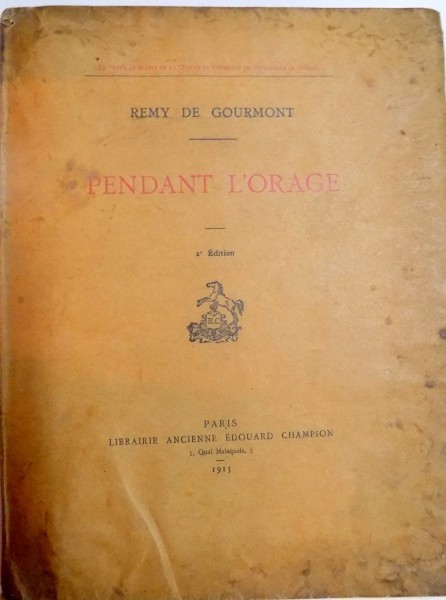 REMY DE GOURMONT
PENDANT L'ORAGE
2e Édition
PARIS
LIBRAIRIE ANCIENNE ÉDOUARD CHAMPION
5, Quai Malaquais, 5
1915